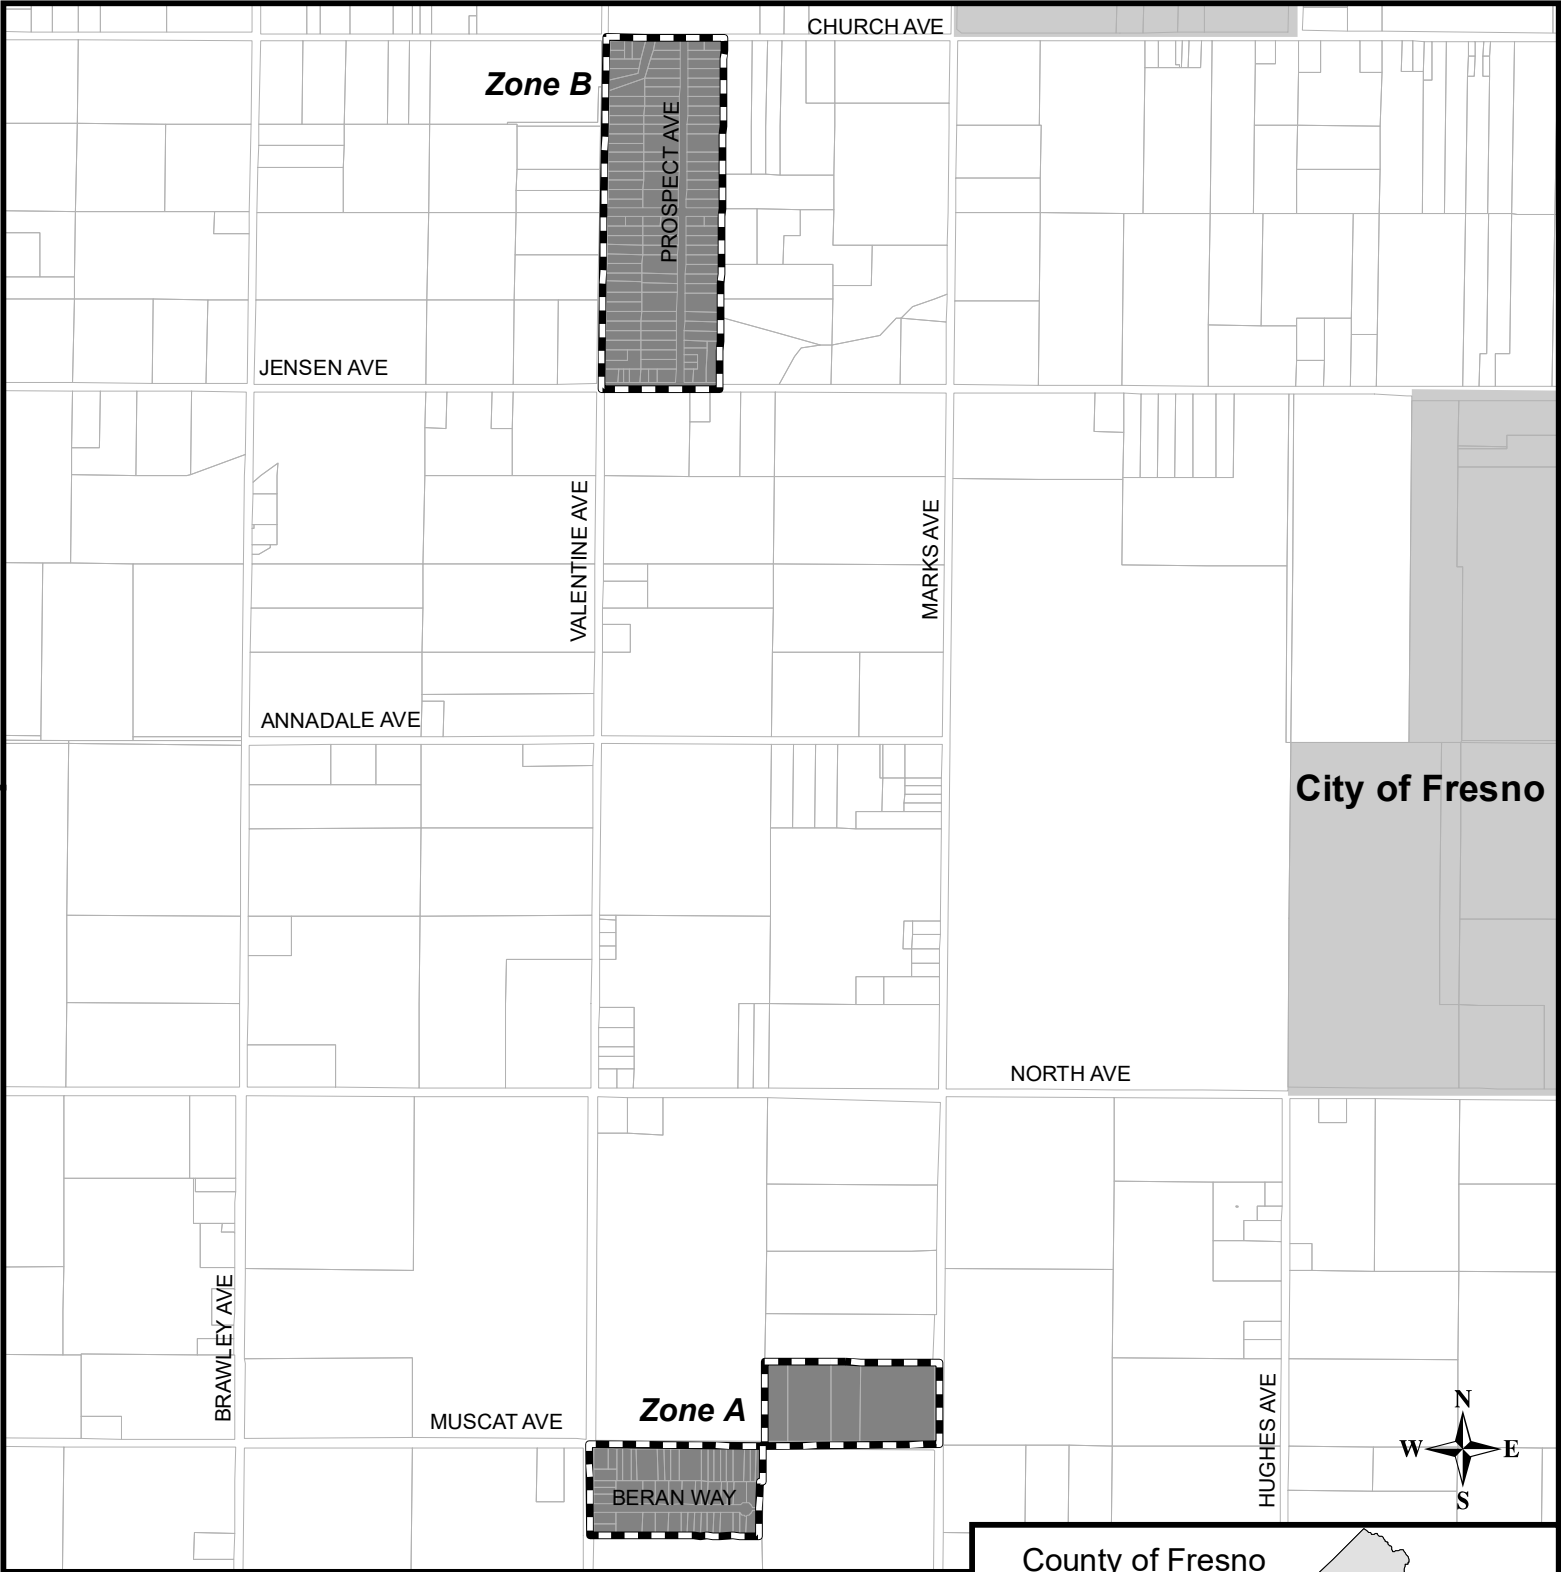 CHURCH AVE
Zone B
PROSPECT AVE
JENSEN AVE
VALENTINE AVE
MARKS AVE
ANNADALE AVE
City of Fresno
NORTH AVE
BRAWLEY AVE
HUGHES AVE
Zone A
MUSCAT AVE
N
W E
S
BERAN WAY
County of Fresno